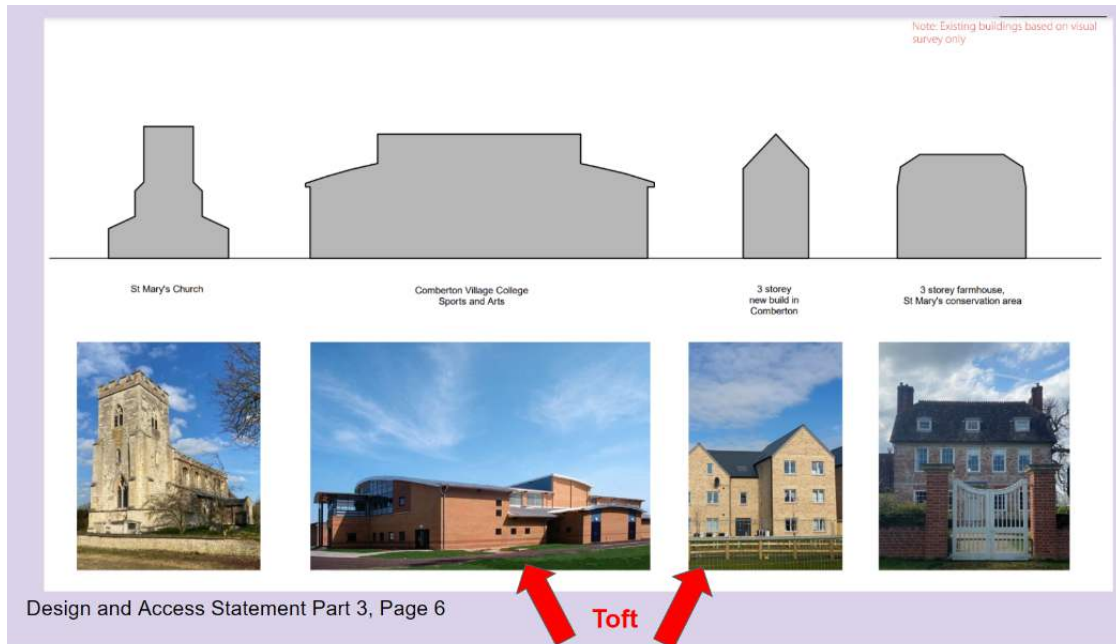 Note: Existing buildings based on visual
survey only
St Mary's Church
Comberton Village College
Sports and Arts
3 storey
new build in
Comberton
3 storey farmhouse,
St Mary's conservation area
Design and Access Statement Part 3, Page 6
Toft